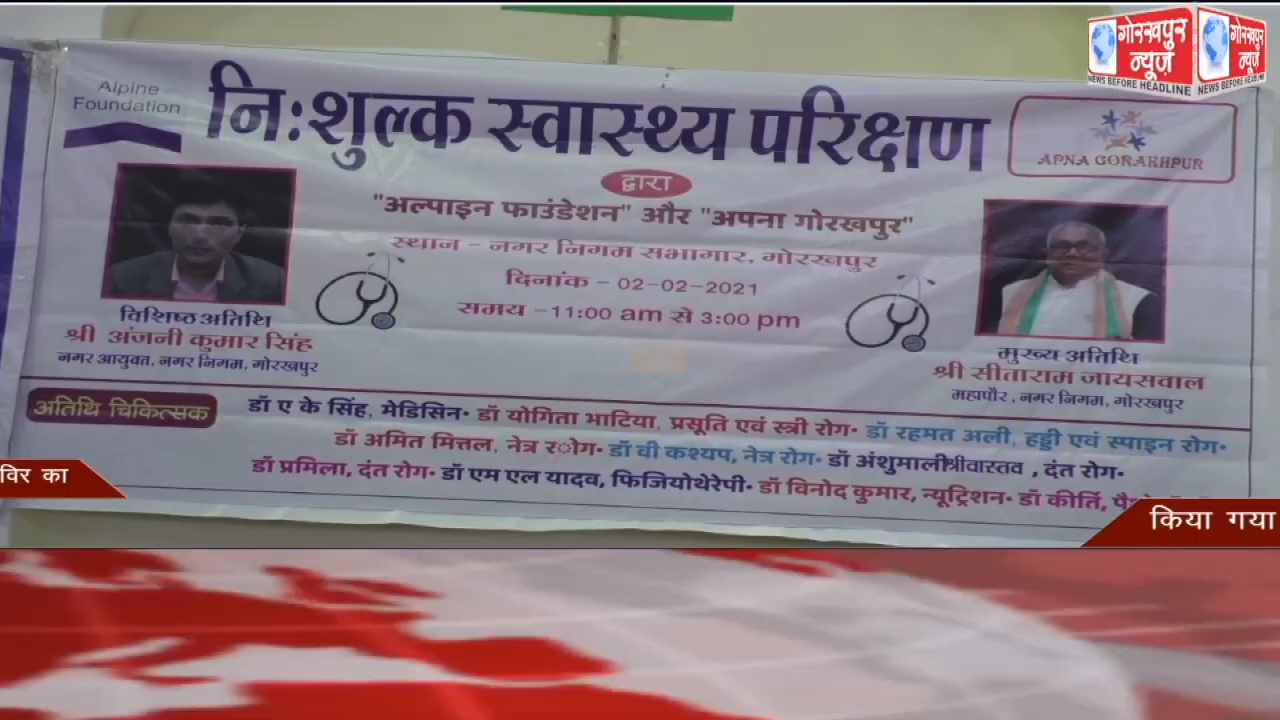 गोरखपुर न्यूज़
गोरखपुर न्यूज़
NEWS BEFORE HEADLINE
NEWS BEFORE HEADLINE
Alpine Foundation
नि:शुल्क स्वास्थ्य परिक्षण
APNA GORAKHPUR
द्वारा
"अल्पाइन फाउंडेशन" और "अपना गोरखपुर"
स्थान - नगर निगम सभागार, गोरखपुर
दिनांक - 02-02-2021
समय - 11:00 am से 3:00 pm
विशिष्ठ अतिथि
श्री अंजनी कुमार सिंह
नगर आयुक्त, नगर निगम, गोरखपुर
मुख्य अतिथि
श्री सीताराम जायसवाल
महापौर, नगर निगम, गोरखपुर
अतिथि चिकित्सक
डॉ ए के सिंह, मेडिसिन• डॉ योगिता भाटिया, प्रसूति एवं स्त्री रोग• डॉ रहमत अली, हड्डी एवं स्पाइन रोग•
डॉ अमित मित्तल, नेत्र रोग• डॉ वी कश्यप, नेत्र रोग• डॉ अंशुमालीश्रीवास्तव , दंत रोग•
डॉ प्रमिला, दंत रोग• डॉ एम एल यादव, फिजियोथेरेपी• डॉ विनोद कुमार, न्यूट्रिशन• डॉ कीर्ति,
विर का
किया गया